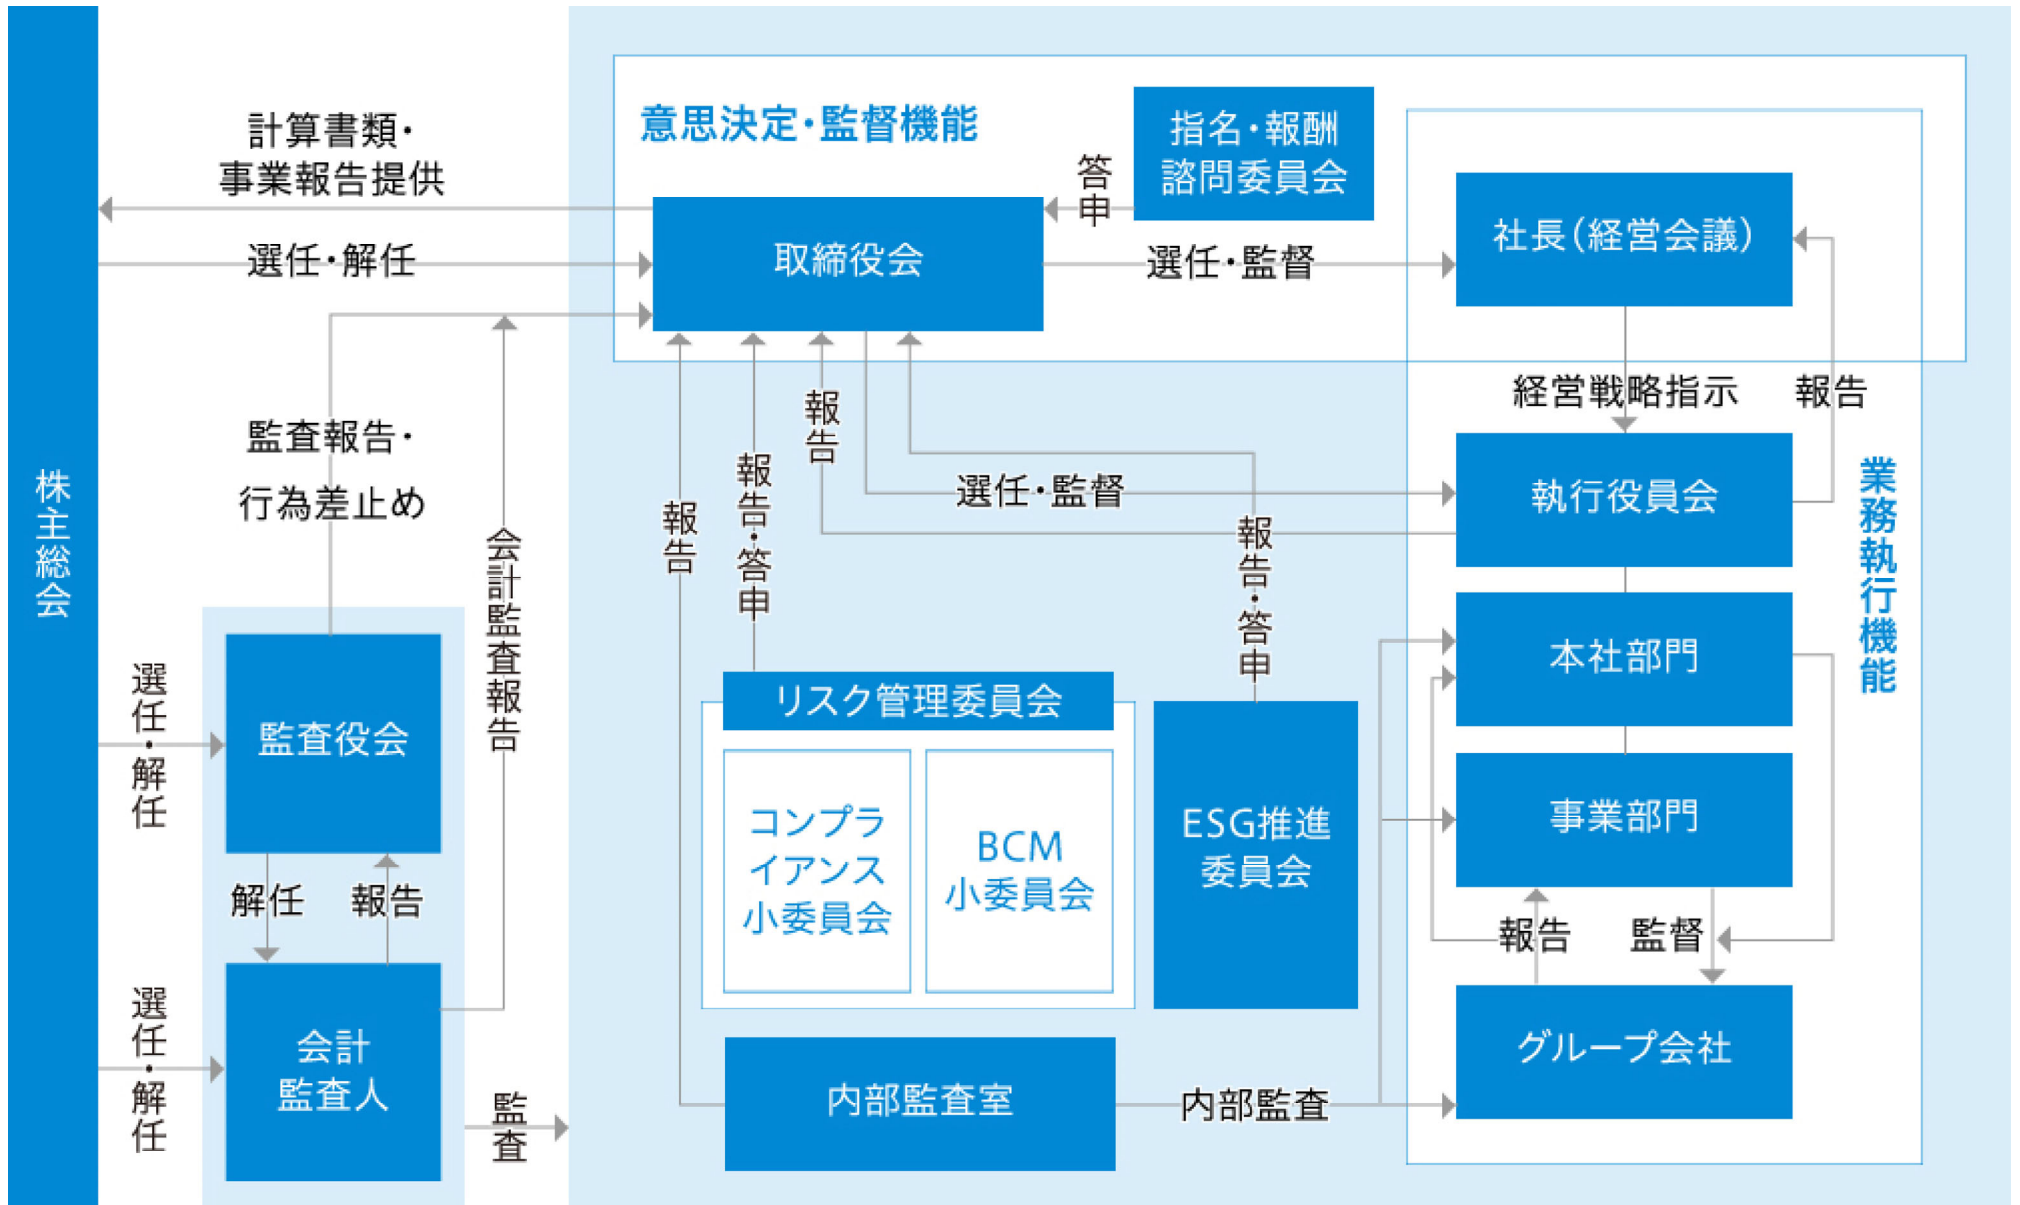 株主総会
計算書類・
事業報告提供
選任・解任
監査報告・
行為差止め
会計監査報告
選任・解任
監査役会
解任
報告
選任・解任
会計
監査人
監査
意思決定・監督機能
指名・報酬
諮問委員会
答申
取締役会
選任・監督
社長(経営会議)
経営戦略指示
報告
報告
報告・答申
報告
選任・監督
報告・答申
執行役員会
業務執行機能
リスク管理委員会
コンプラ
イアンス
小委員会
BCM
小委員会
ESG推進
委員会
本社部門
事業部門
報告
監督
グループ会社
内部監査室
内部監査